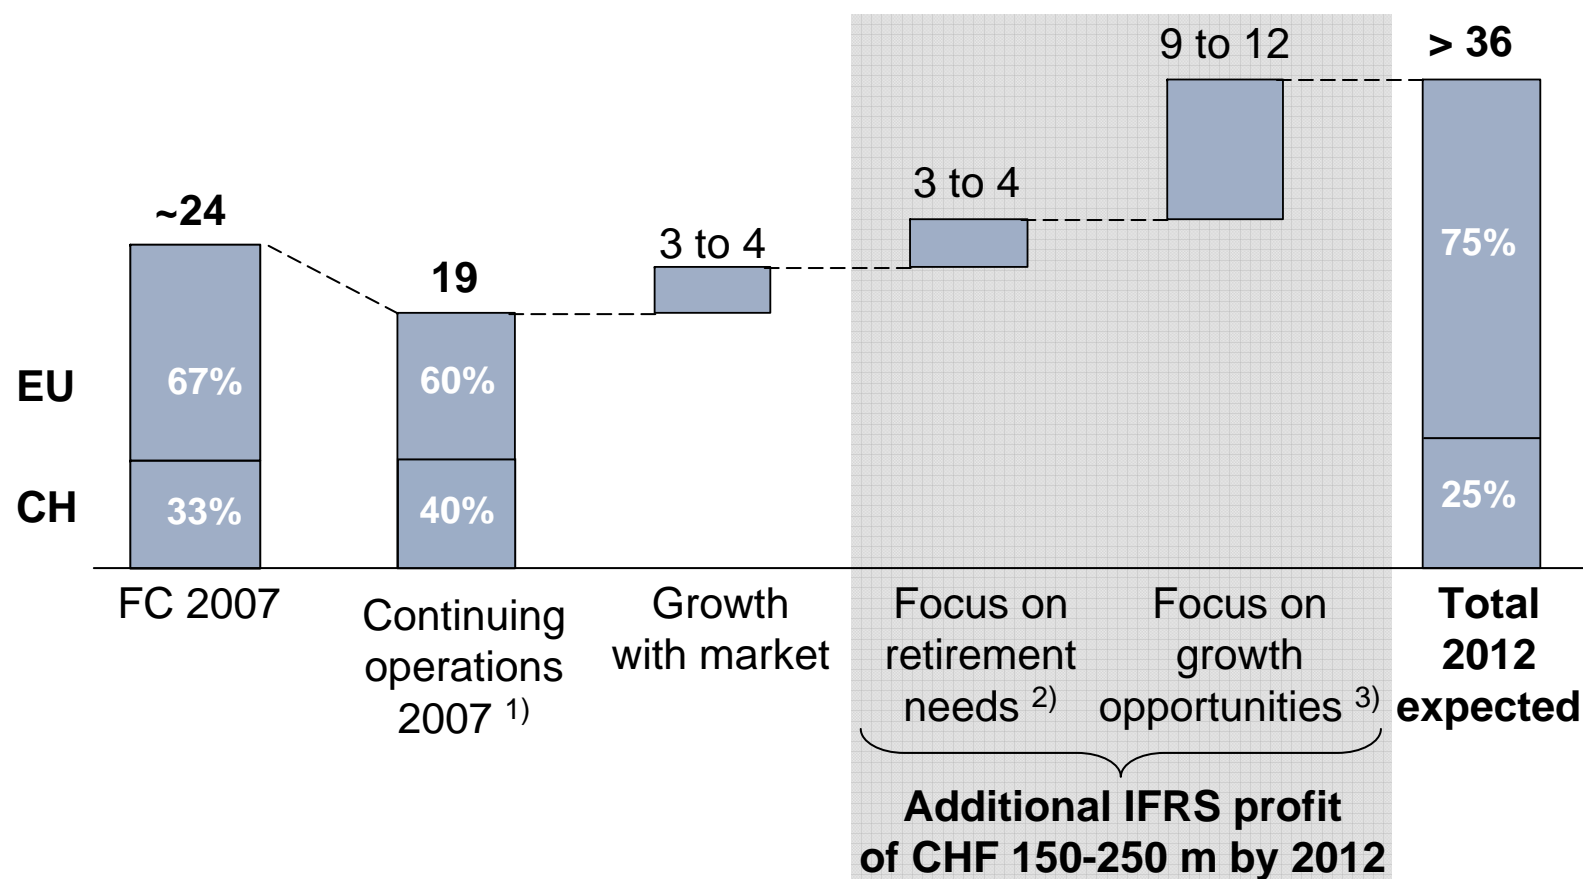 9 to 12
> 36
3 to 4
~24
3 to 4
19
75%
EU
67%
60%
CH
33%
40%
25%
FC 2007
Continuing
operations
2007 1)
Growth
with market
Focus on
retirement
needs 2)
Focus on
growth
opportunities 3)
Total
2012
expected
Additional IFRS profit
of CHF 150-250 m by 2012